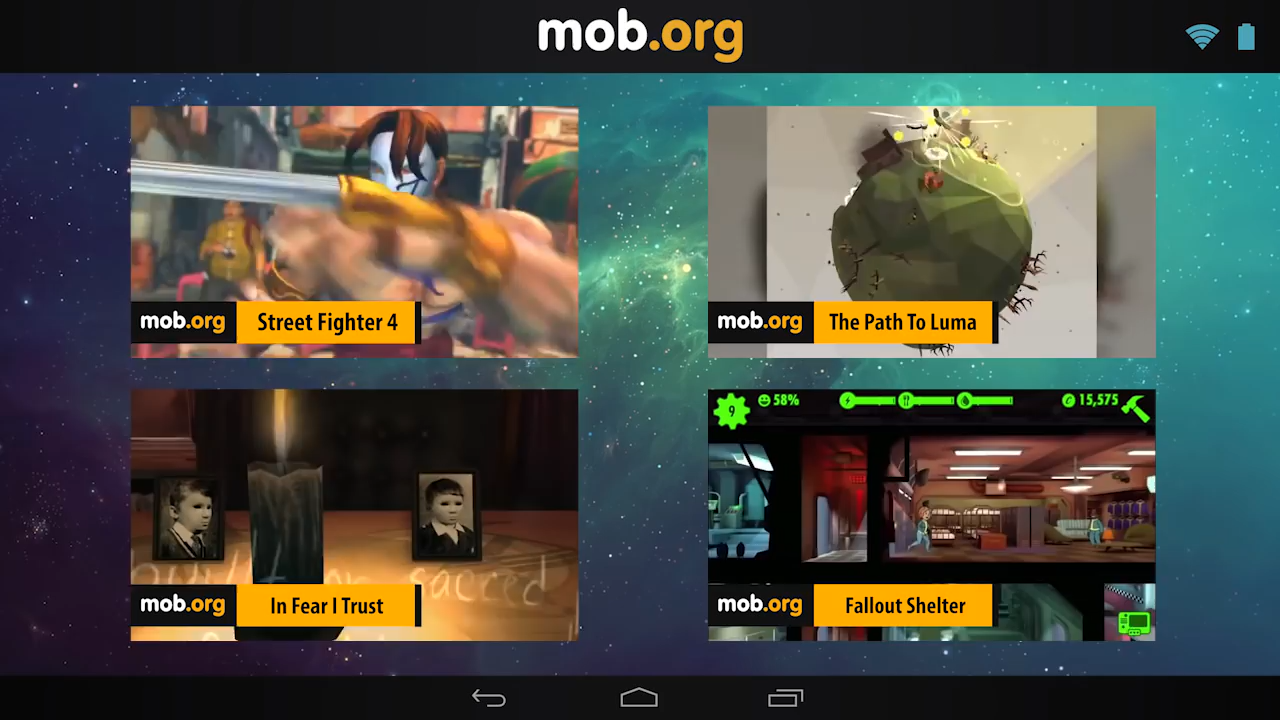 mob.org
mob.org Street Fighter 4
mob.org The Path To Luma
9 58% 15,575
sacred
mob.org In Fear I Trust
mob.org Fallout Shelter